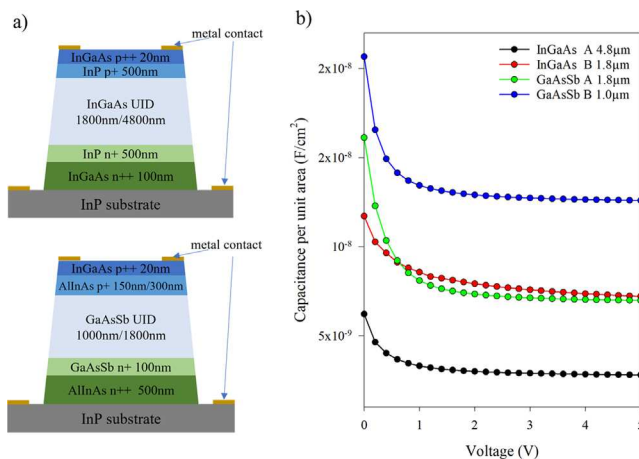 a)
metal contact
InGaAs p++ 20nm
InP p+ 500nm
InGaAs UID
1800nm/4800nm
InP n+ 500nm
InGaAs n++ 100nm
InP substrate
metal contact
InGaAs p++ 20nm
AlInAs p+ 150nm/300nm
GaAsSb UID
1000nm/1800nm
GaAsSb n+ 100nm
AlInAs n++ 500nm
InP substrate
b)
InGaAs A 4.8μm
InGaAs B 1.8μm
GaAsSb A 1.8μm
GaAsSb B 1.0μm
Capacitance per unit area (F/cm²)
2x10-8
2x10-8
1x10-8
5x10-9
0 1 2 3 4 5
Voltage (V)